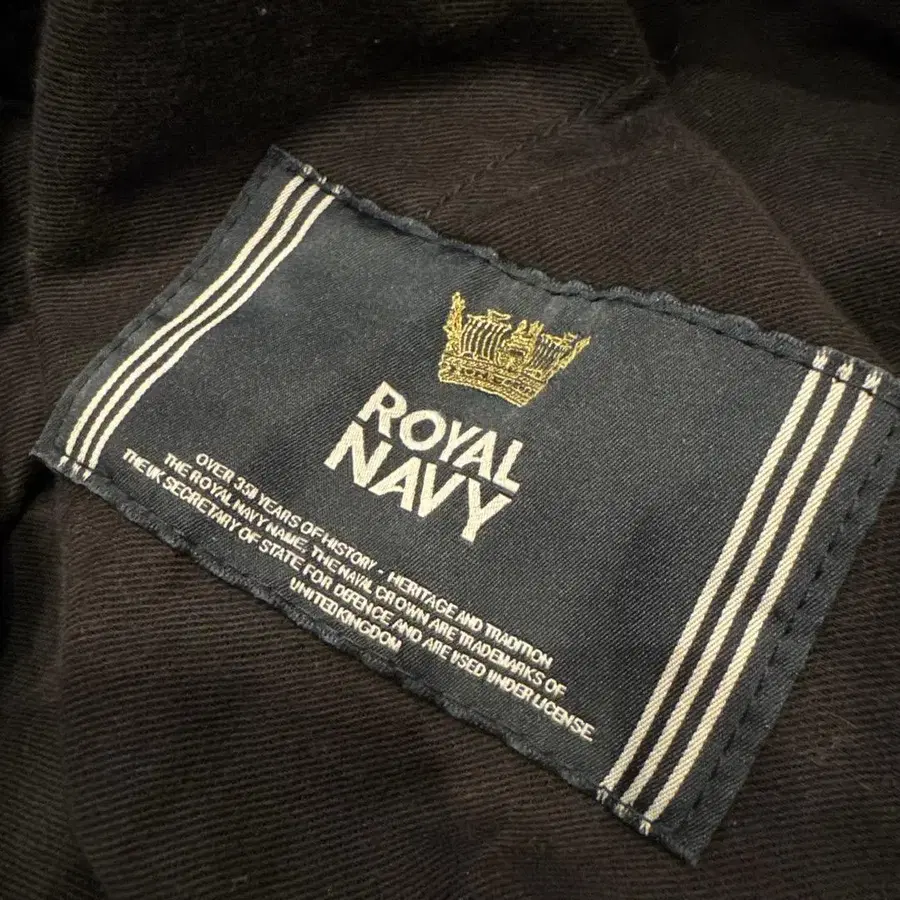 ROYAL
NAVY
OVER 350 YEARS OF HISTORY - HERITAGE AND TRADITION
THE ROYAL NAVY NAME, THE NAVAL CROWN ARE TRADEMARKS OF
THE UK SECRETARY OF STATE FOR DEFENCE AND ARE USED UNDER LICENSE
UNITED KINGDOM